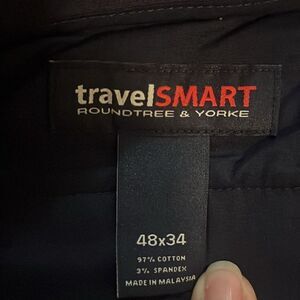 travelSMART
ROUNDTREE & YORKE
48x34
97% COTTON
3% SPANDEX
MADE IN MALAYSIA